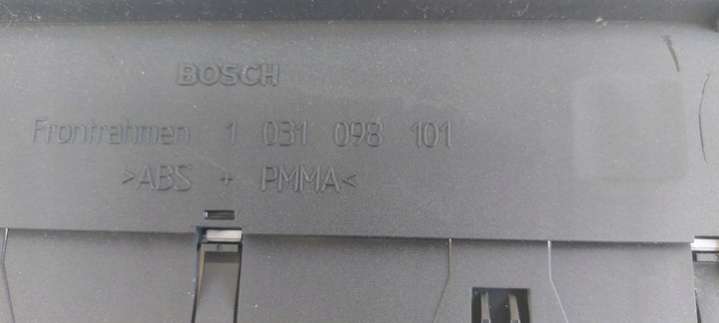 BOSCH
Frontrahmen 1 031 098 101
>ABS + PMMA<